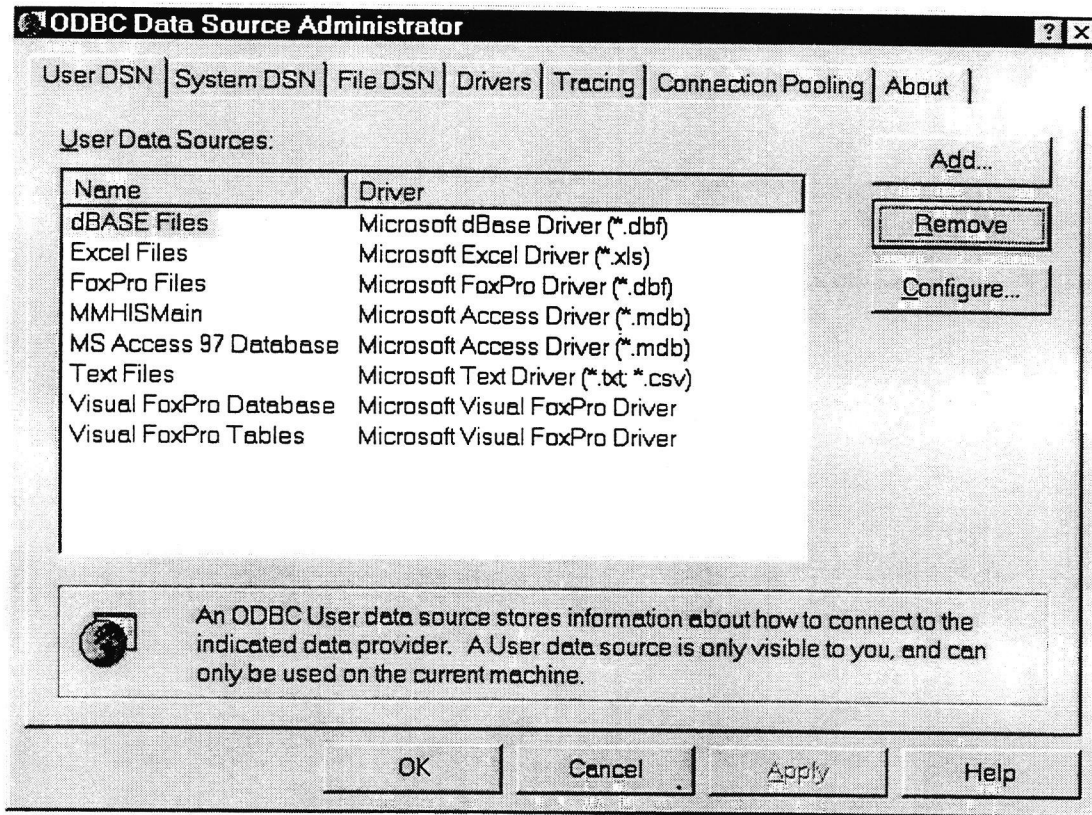 ODBC Data Source Administrator
? X
User DSN System DSN File DSN Drivers Tracing Connection Pooling About
User Data Sources:
Add...
Name Driver
dBASE Files Microsoft dBase Driver (*.dbf)
Remove
Excel Files Microsoft Excel Driver (*.xls)
FoxPro Files Microsoft FoxPro Driver (*.dbf)
Configure...
MMHISMain Microsoft Access Driver (*.mdb)
MS Access 97 Database Microsoft Access Driver (*.mdb)
Text Files Microsoft Text Driver (*.txt; *.csv)
Visual FoxPro Database Microsoft Visual FoxPro Driver
Visual FoxPro Tables Microsoft Visual FoxPro Driver
An ODBC User data source stores information about how to connect to the
indicated data provider. A User data source is only visible to you, and can
only be used on the current machine.
OK Cancel Apply Help